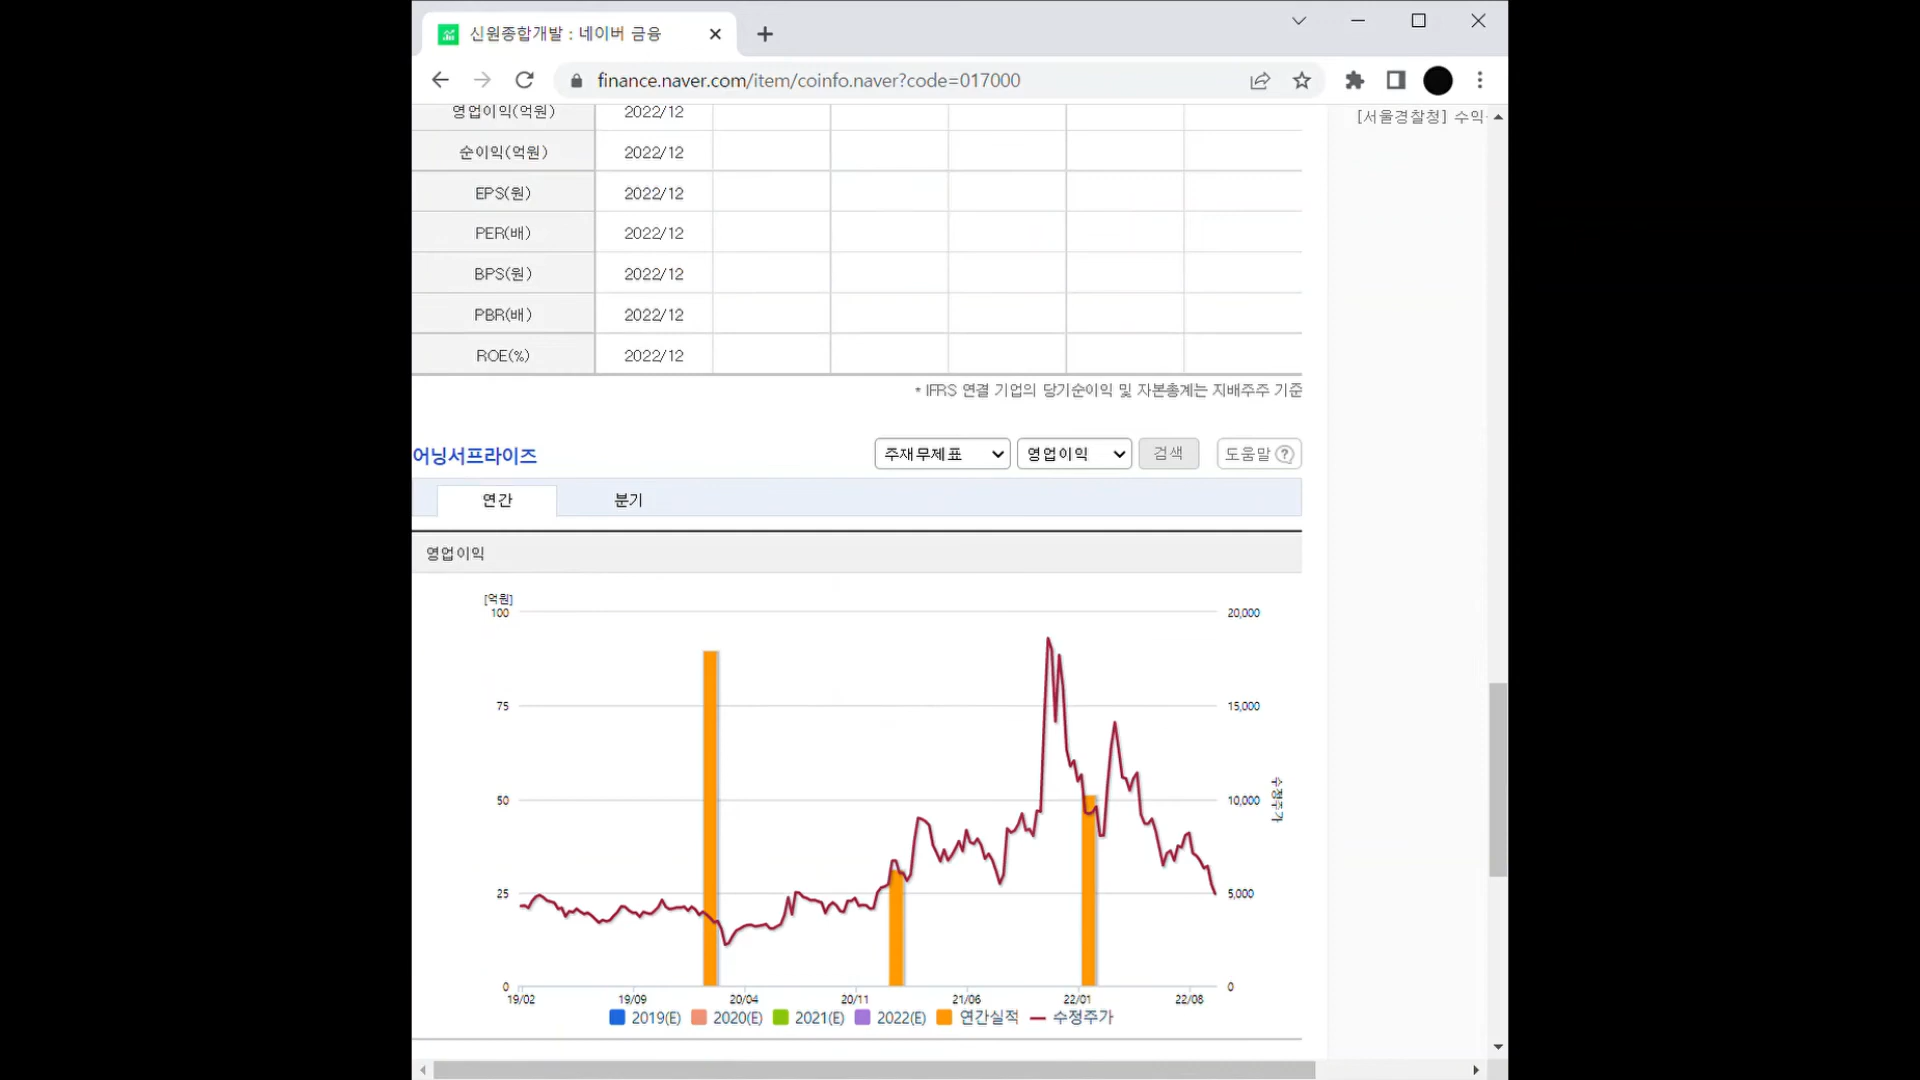 신원종합개발 : 네이버 금융
finance.naver.com/item/coinfo.naver?code=017000
영업이익(억원) 2022/12
[서울경찰청] 수익
순이익(억원) 2022/12
EPS(원) 2022/12
PER(배) 2022/12
BPS(원) 2022/12
PBR(배) 2022/12
ROE(%) 2022/12
* IFRS 연결 기업의 당기순이익 및 자본총계는 지배주주 기준
어닝서프라이즈 주재무제표 영업이익 검색 도움말 ?
연간 분기
영업이익
[억원]
100 20,000
75 15,000
50 10,000
수정주가
25 5,000
0 0
19/02 19/09 20/04 20/11 21/06 22/01 22/08
2019(E) 2020(E) 2021(E) 2022(E) 연간실적 수정주가